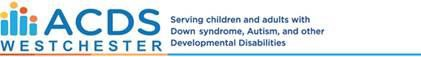 ACDS
WESTCHESTER
Serving children and adults with
Down syndrome, Autism, and other
Developmental Disabilities